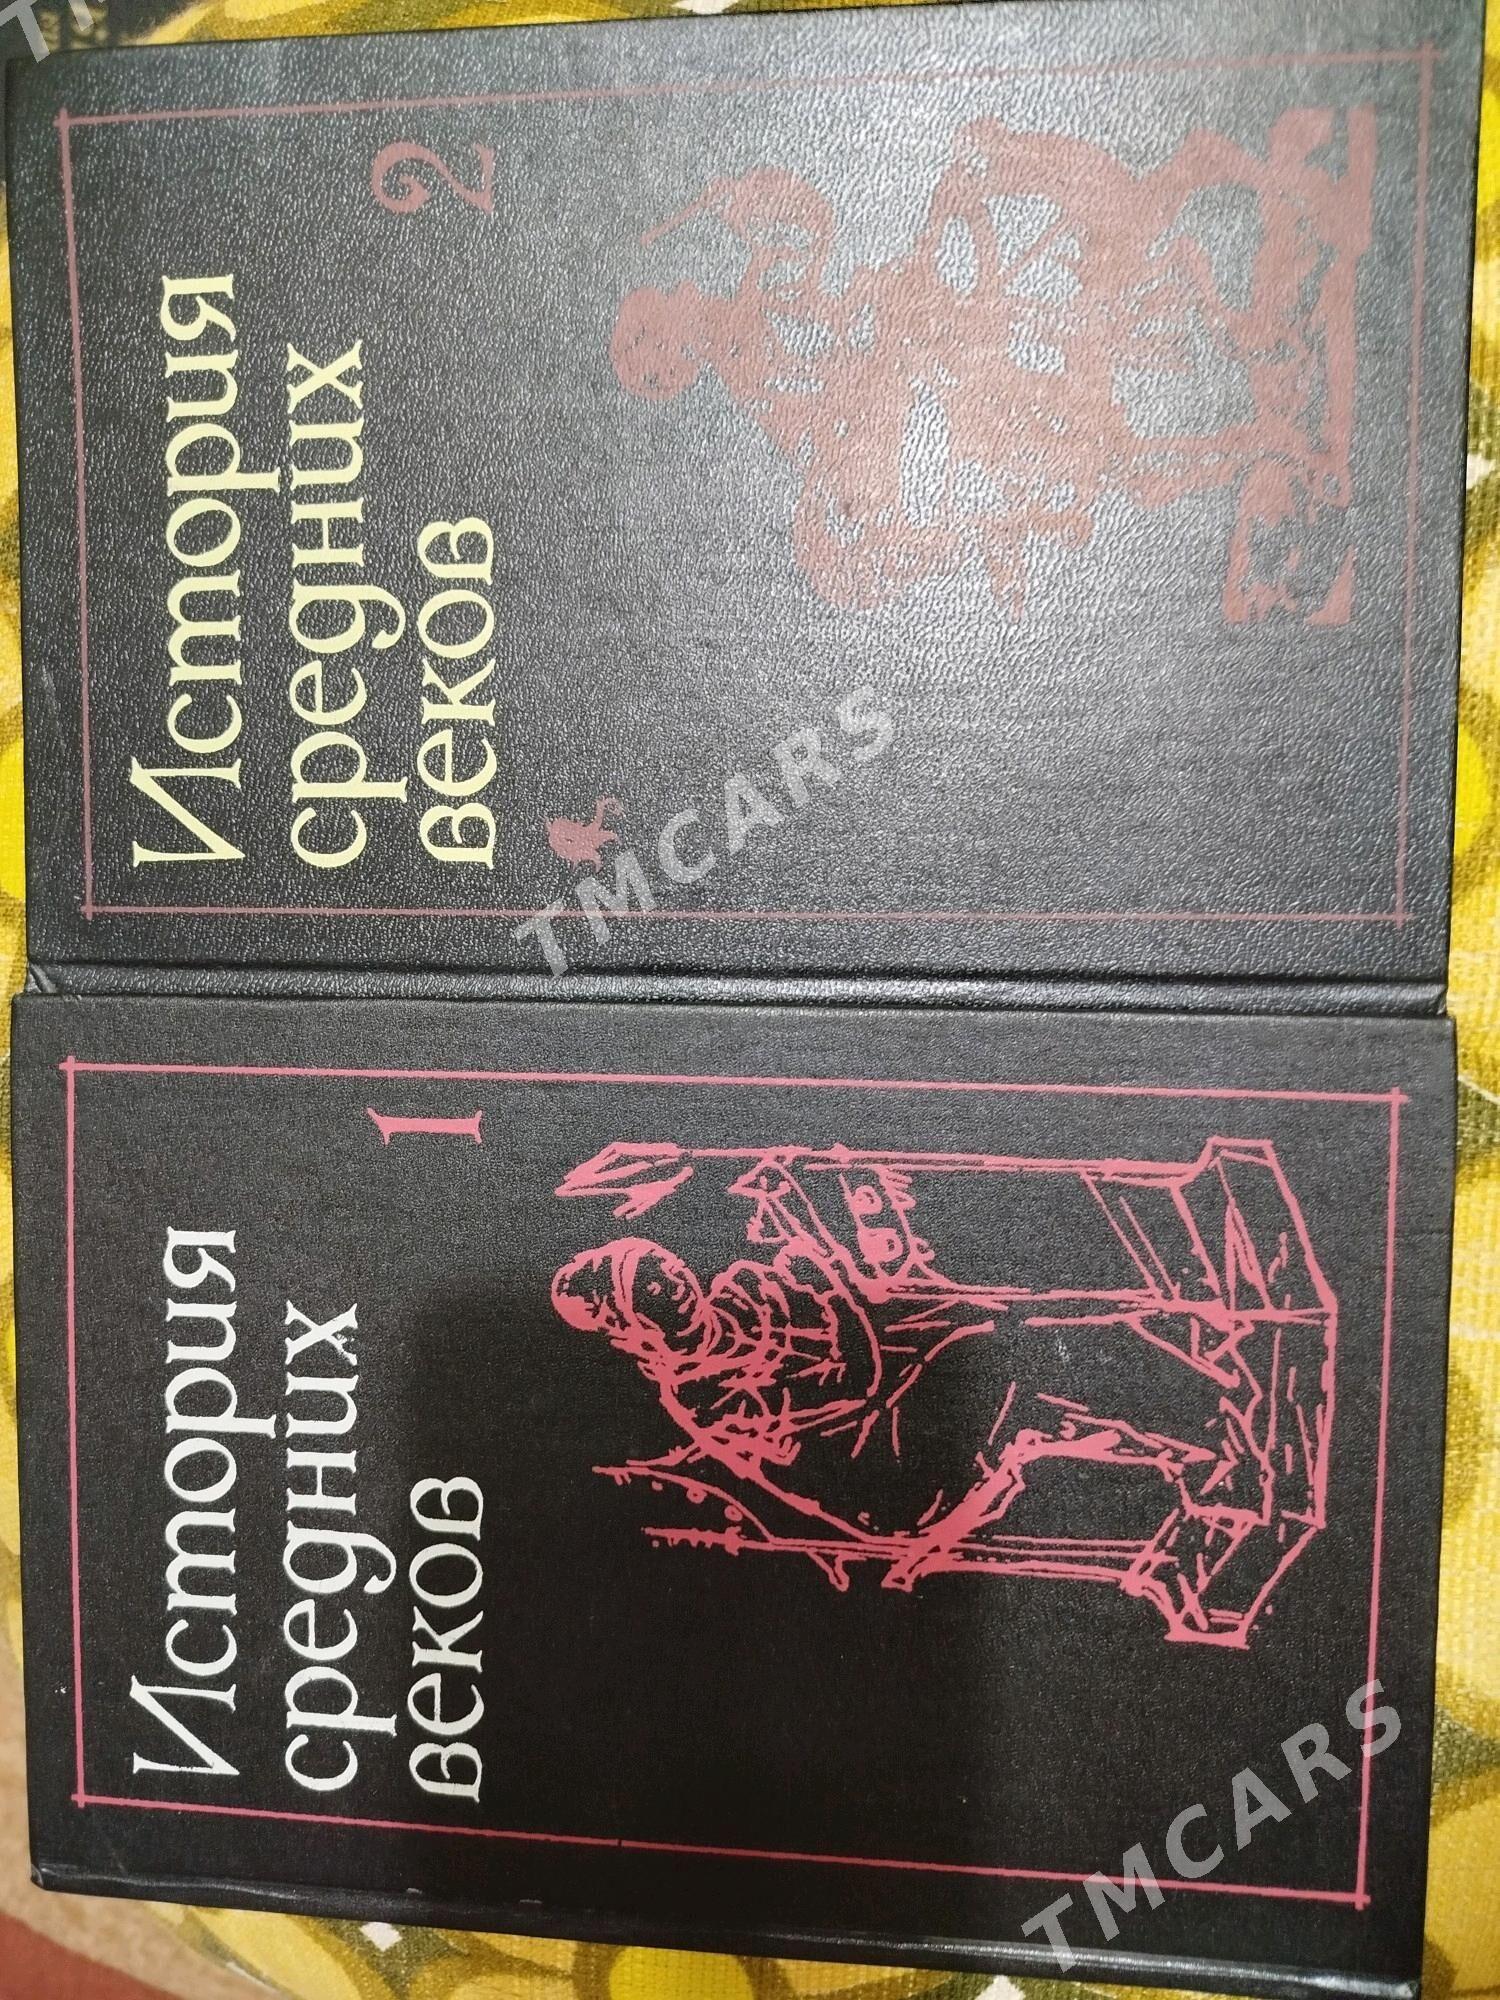 История
средних
веков
2
История
средних
веков
1
TMCARS
TMCARS